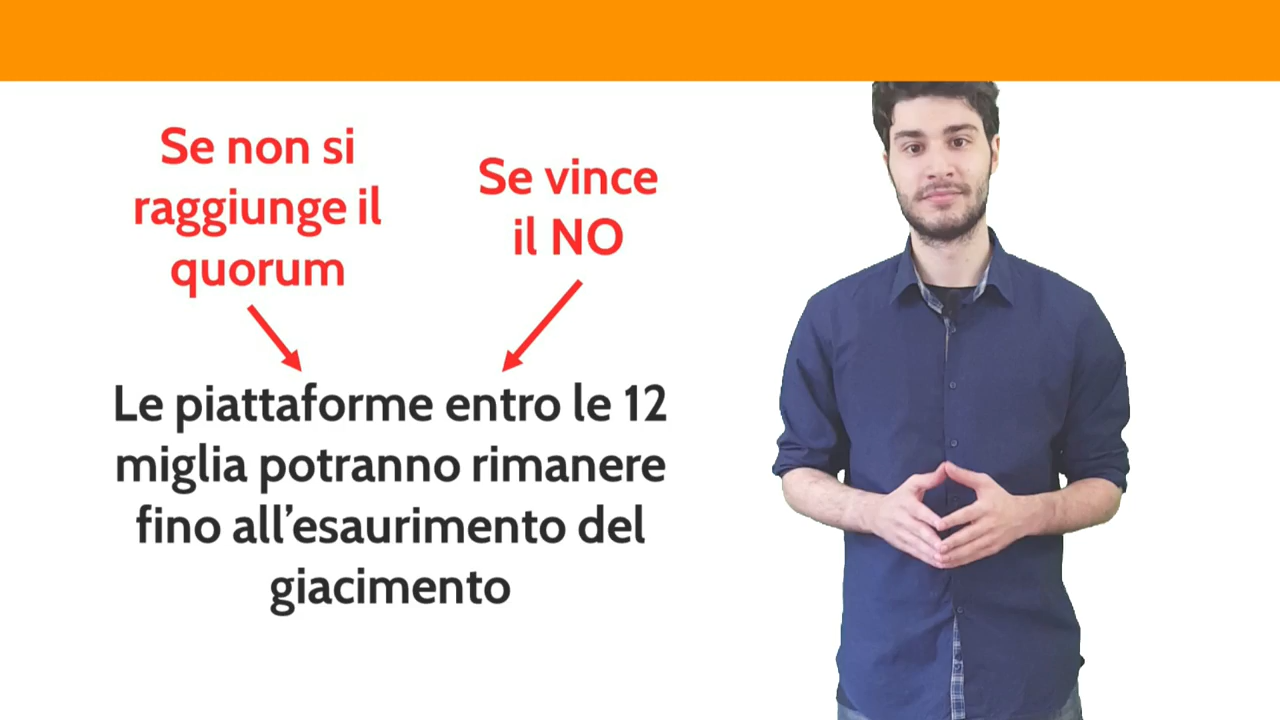 Se non si
raggiunge il
quorum
Se vince
il NO
Le piattaforme entro le 12
miglia potranno rimanere
fino all’esaurimento del
giacimento